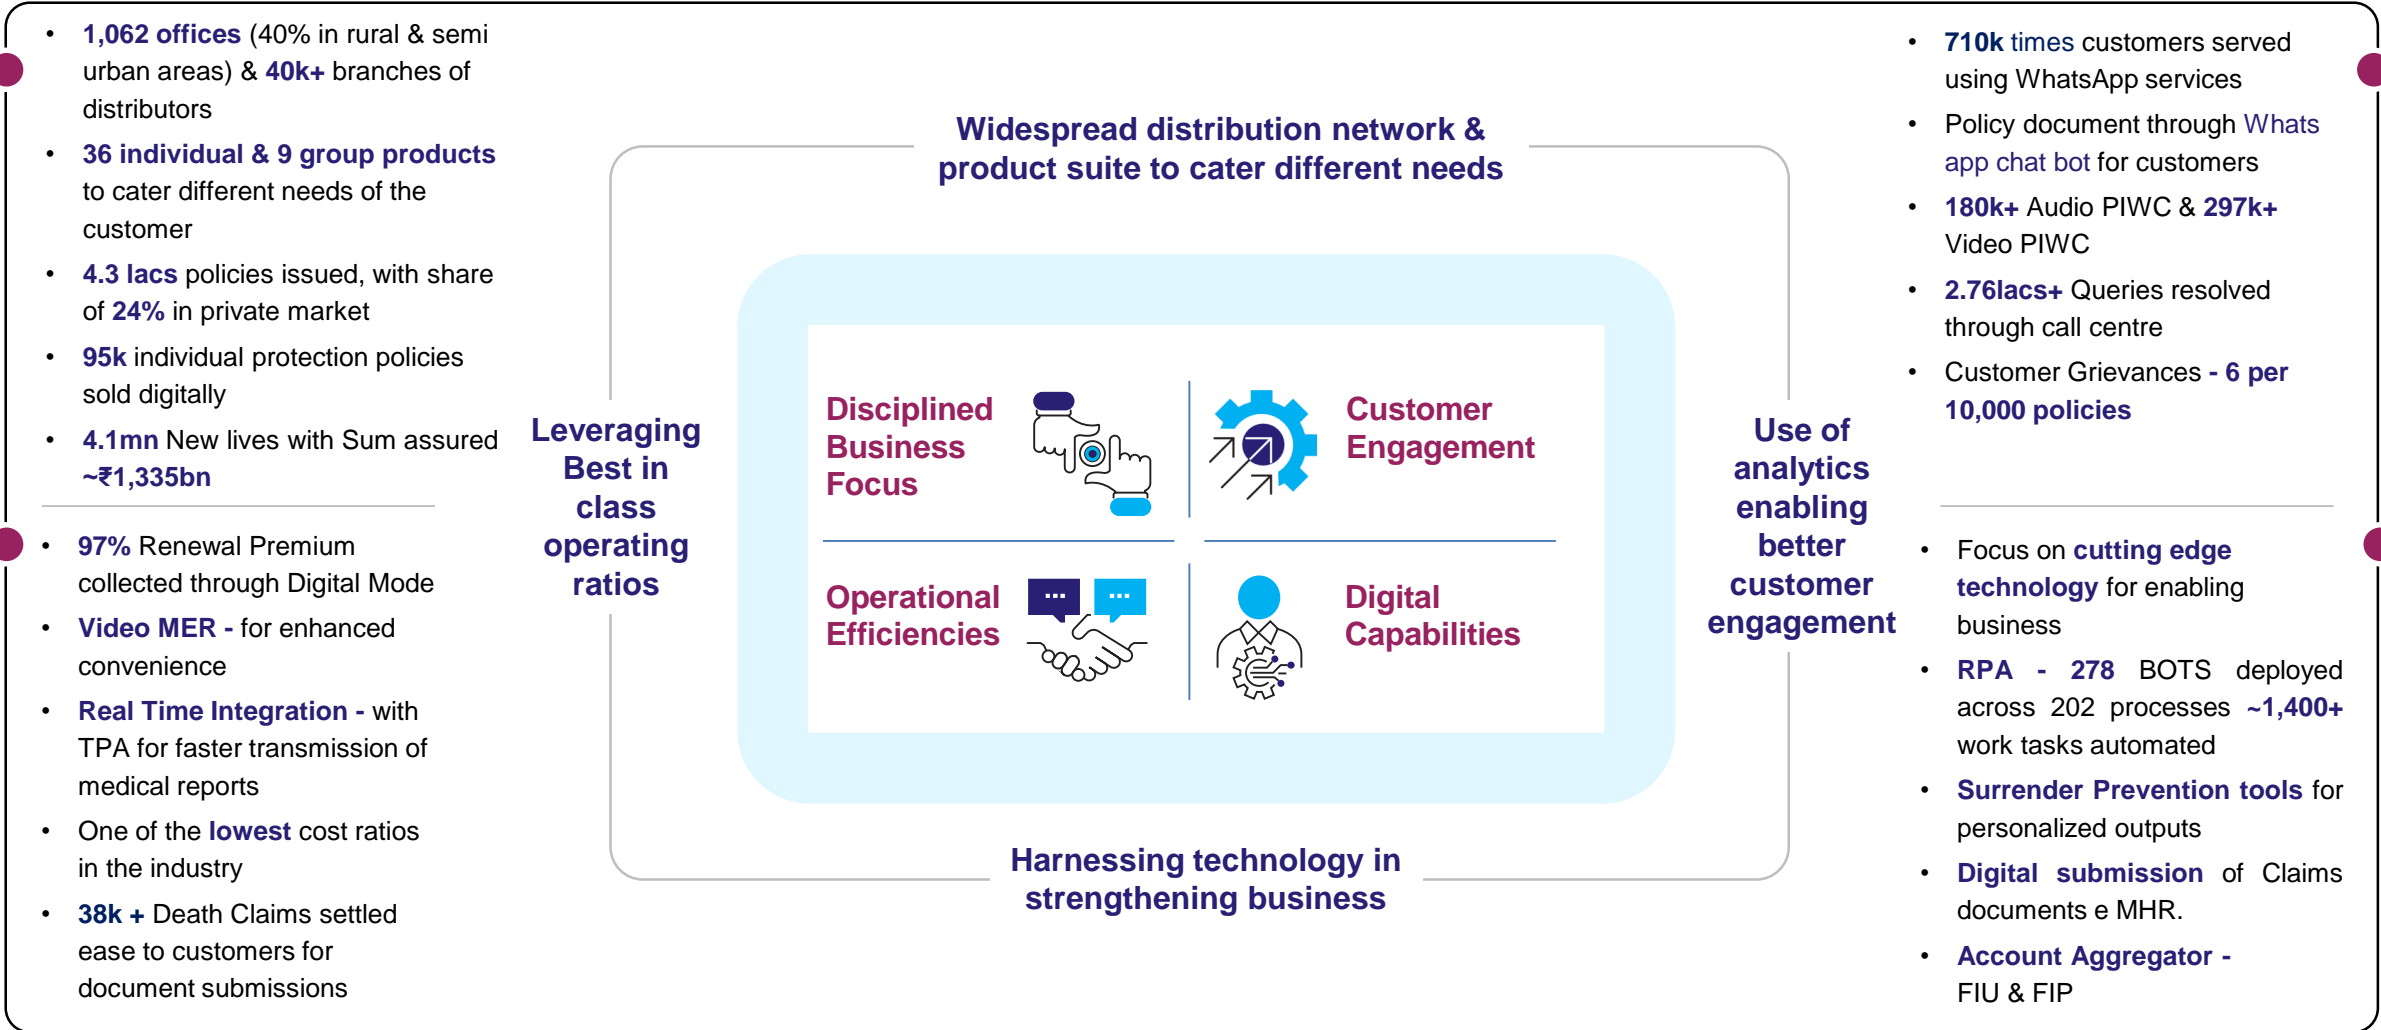 • 1,062 offices (40% in rural & semi
urban areas) & 40k+ branches of
distributors
• 36 individual & 9 group products
to cater different needs of the
customer
• 4.3 lacs policies issued, with share
of 24% in private market
• 95k individual protection policies
sold digitally
• 4.1mn New lives with Sum assured
~₹1,335bn
• 97% Renewal Premium
collected through Digital Mode
• Video MER - for enhanced
convenience
• Real Time Integration - with
TPA for faster transmission of
medical reports
• One of the lowest cost ratios
in the industry
• 38k + Death Claims settled
ease to customers for
document submissions
Widespread distribution network &
product suite to cater different needs
Leveraging
Best in
class
operating
ratios
Disciplined
Business
Focus
Customer
Engagement
Operational
Efficiencies
Digital
Capabilities
Use of
analytics
enabling
better
customer
engagement
Harnessing technology in
strengthening business
• 710k times customers served
using WhatsApp services
• Policy document through Whats
app chat bot for customers
• 180k+ Audio PIWC & 297k+
Video PIWC
• 2.76lacs+ Queries resolved
through call centre
• Customer Grievances - 6 per
10,000 policies
• Focus on cutting edge
technology for enabling
business
• RPA - 278 BOTS deployed
across 202 processes ~1,400+
work tasks automated
• Surrender Prevention tools for
personalized outputs
• Digital submission of Claims
documents e MHR.
• Account Aggregator -
FIU & FIP